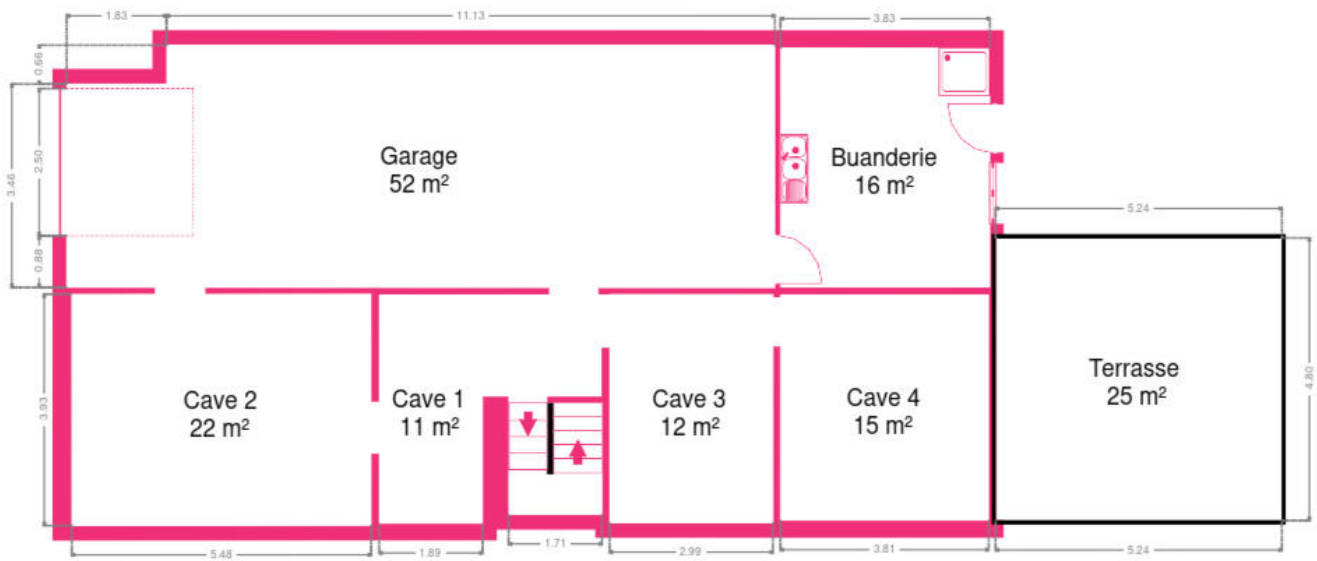 1.83
11.13
3.83
0.66
3.46
2.50
0.88
Garage
52 m²
Buanderie
16 m²
5.24
3.93
Cave 2
22 m²
Cave 1
11 m²
Cave 3
12 m²
Cave 4
15 m²
Terrasse
25 m²
4.80
5.48
1.89
1.71
2.99
3.81
5.24